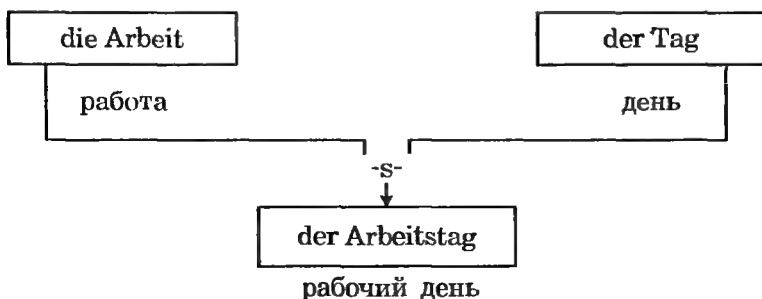 die Arbeit
der Tag
работа
день
-s-
der Arbeitstag
рабочий день